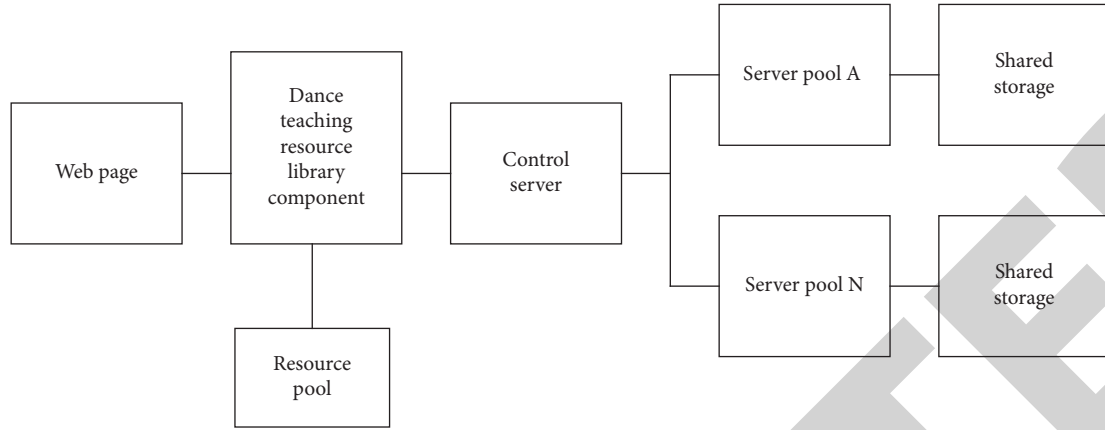 Web page
Dance
teaching
resource
library
component
Resource
pool
Control
server
Server pool A
Shared
storage
Server pool N
Shared
storage